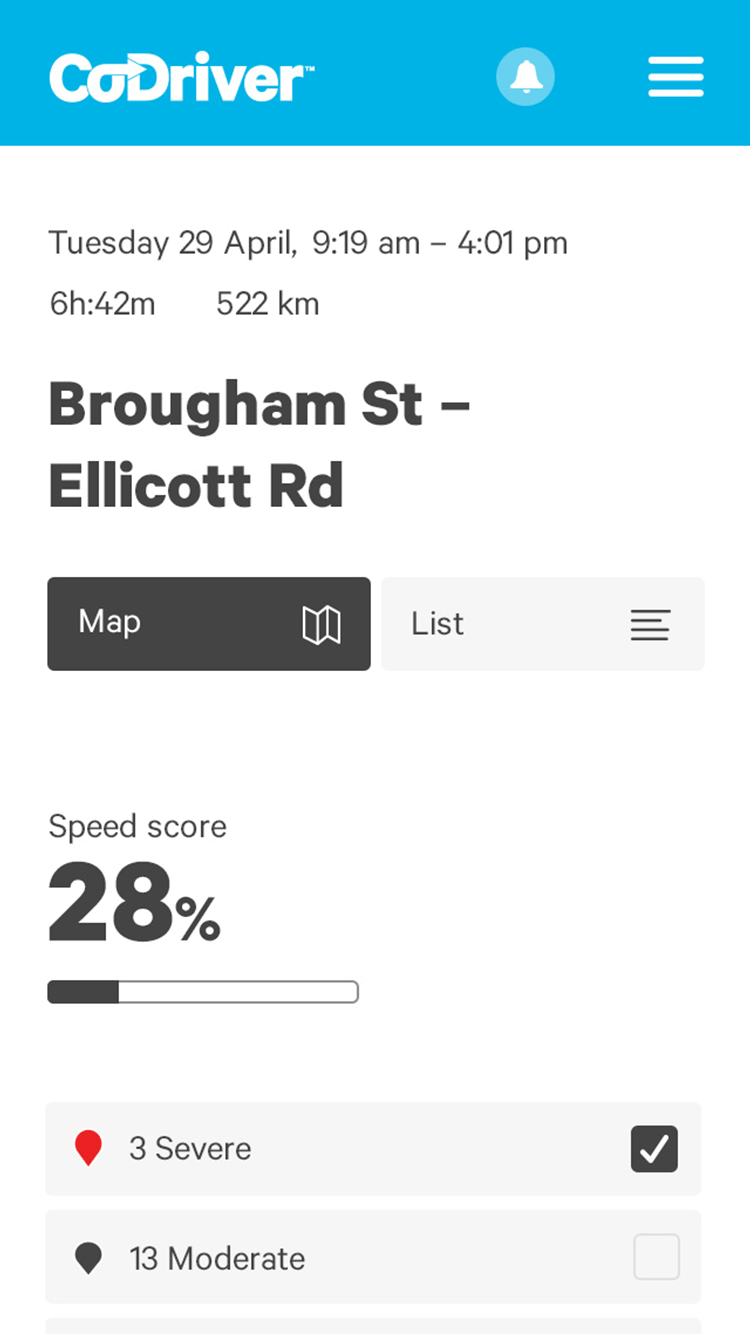 CoDriver™
Tuesday 29 April, 9:19 am – 4:01 pm
6h:42m 522 km
Brougham St –
Ellicott Rd
Map List
Speed score
28%
3 Severe
13 Moderate